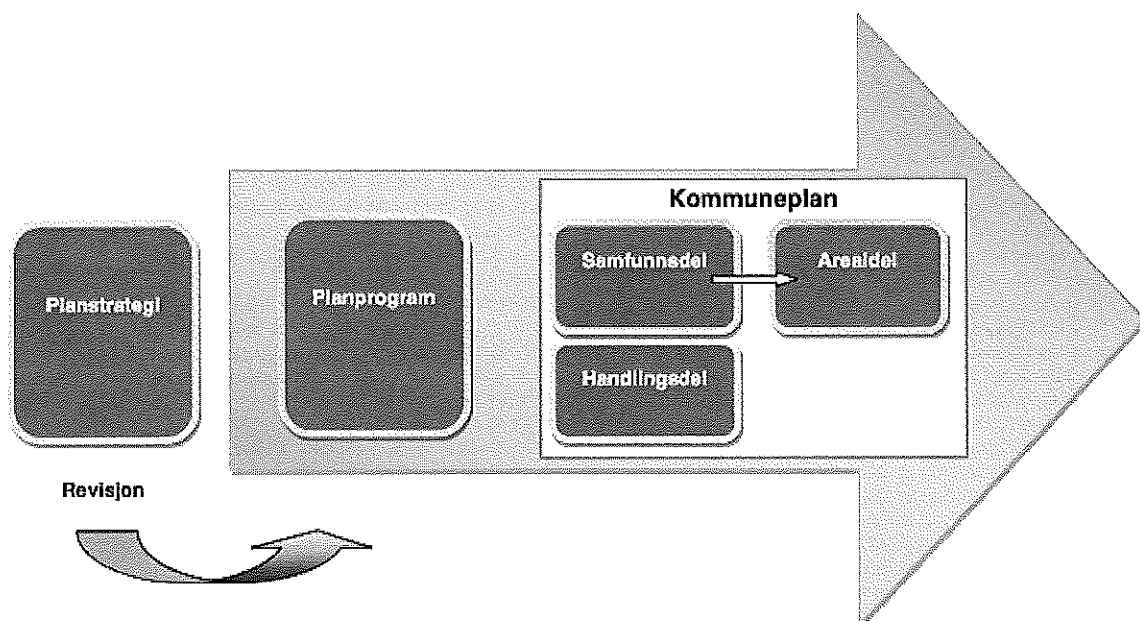 Kommuneplan
Planstrategi
Planprogram
Samfunnsdel
Arealdel
Handlingsdel
Revisjon